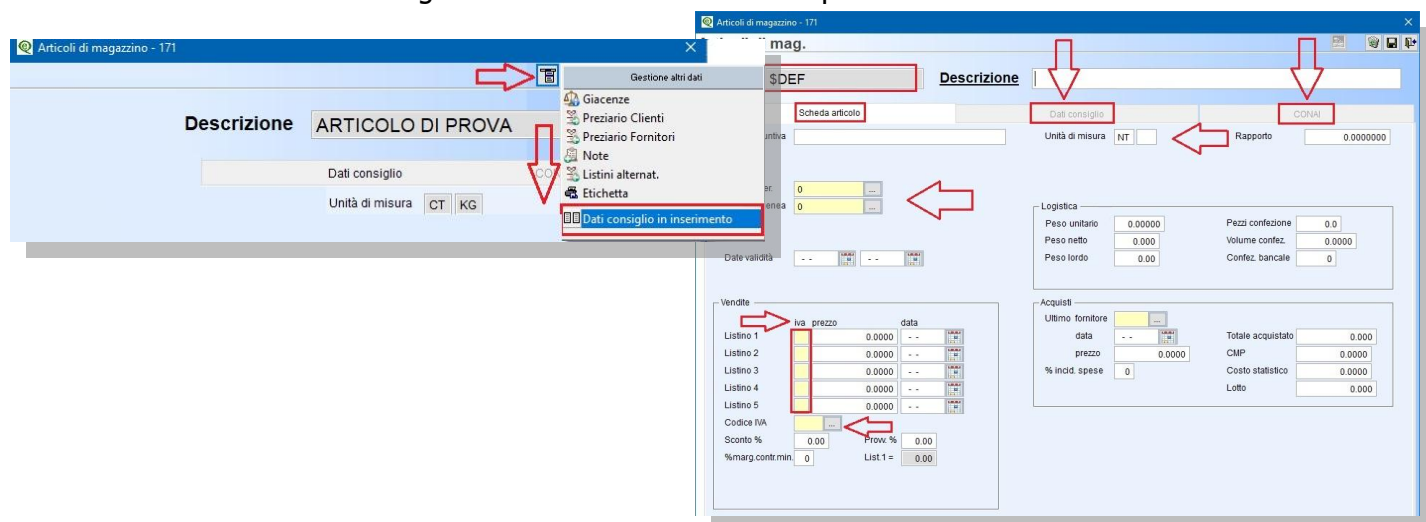 Articoli di magazzino - 171
Gestione altri dati
Giacenze
Preziario Clienti
Preziario Fornitori
Note
Listini alternat.
Etichetta
Dati consiglio in inserimento
Descrizione ARTICOLO DI PROVA
Dati consiglio
Unità di misura CT KG
Articoli di magazzino - 171
mag.
$DEF Descrizione
Scheda articolo Dati consiglio CONAI
Unità di misura NT Rapporto 0.0000000
0 ...
0 ...
Date validità - - - -
Logistica
Peso unitario 0.00000 Pezzi confezione 0.0
Peso netto 0.000 Volume confez. 0.0000
Peso lordo 0.00 Confez. bancale 0
Vendite
iva prezzo data
Listino 1 0.0000 - -
Listino 2 0.0000 - -
Listino 3 0.0000 - -
Listino 4 0.0000 - -
Listino 5 0.0000 - -
Codice IVA ...
Sconto % 0.00 Provv. % 0.00
%marg.contr.min. 0 List.1 = 0.00
Acquisti
Ultimo fornitore ...
data - - Totale acquistato 0.000
prezzo 0.0000 CMP 0.0000
% incid. spese 0 Costo statistico 0.0000
Lotto 0.000